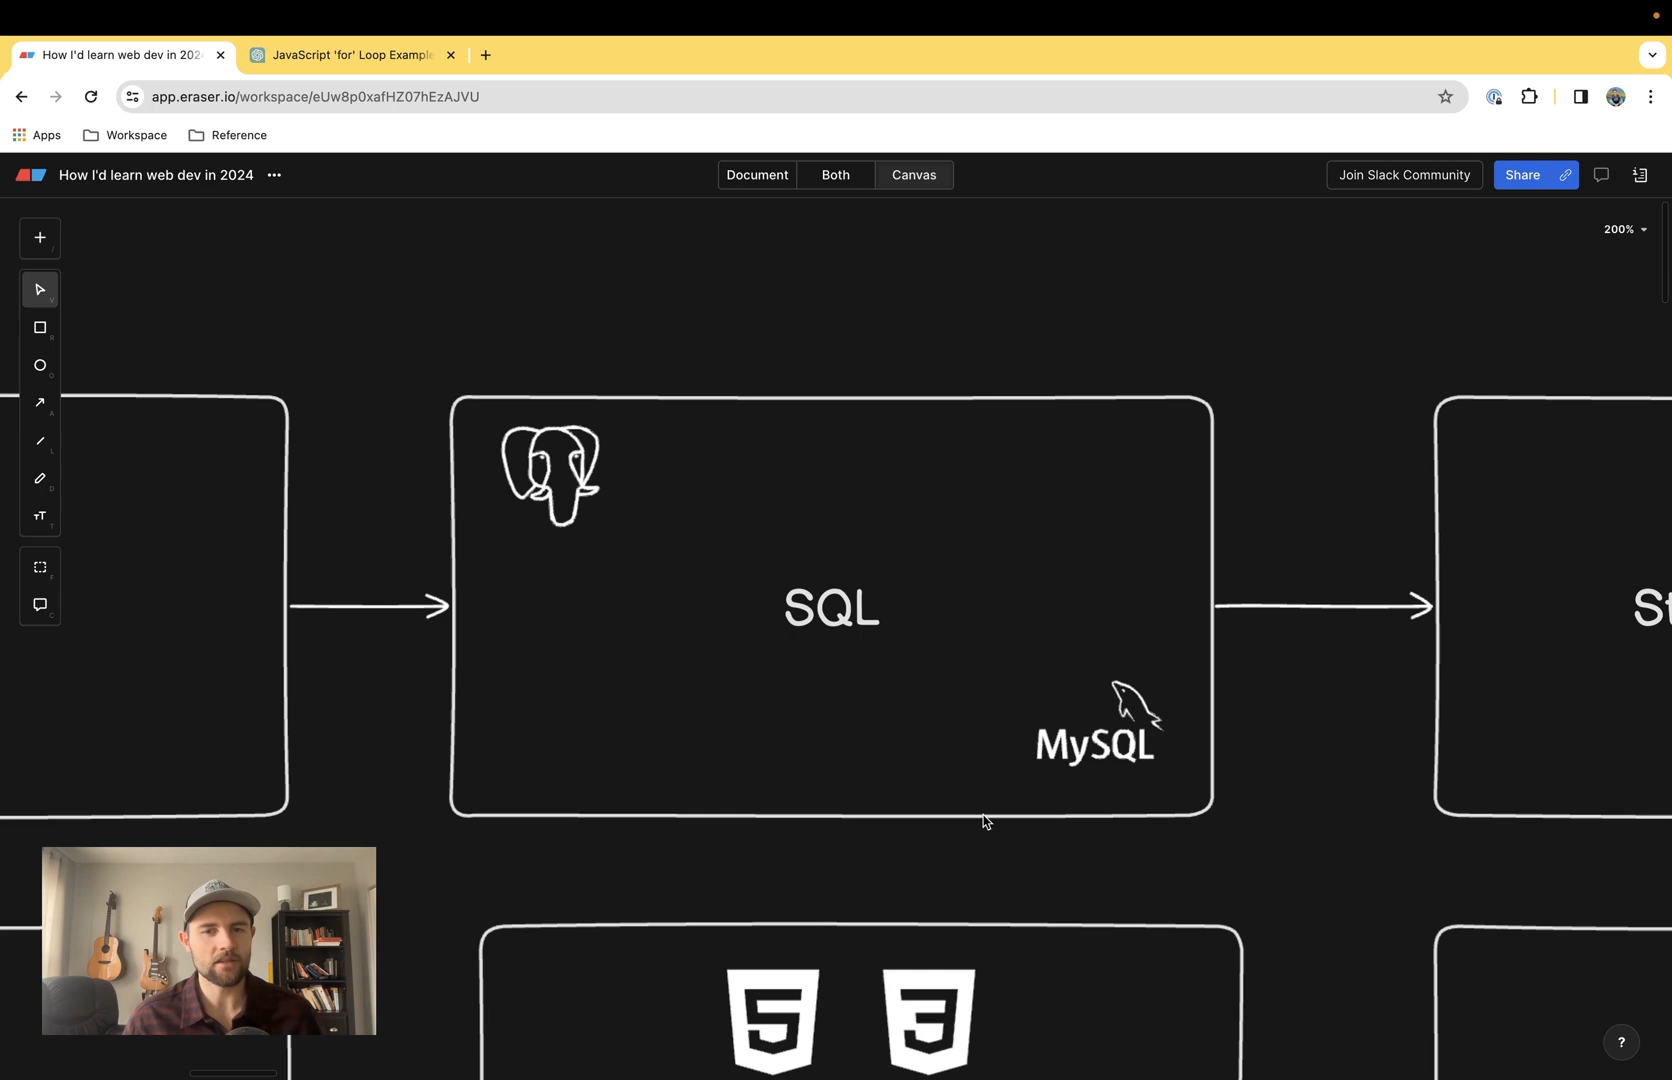 How I'd learn web dev in 202
JavaScript 'for' Loop Example
app.eraser.io/workspace/eUw8p0xafHZ07hEzAJVU
Apps
Workspace
Reference
How I'd learn web dev in 2024
Document
Both
Canvas
Join Slack Community
Share
200%
/
V
R
O
A
L
D
T
F
C
SQL
St
MySQL
5
3
?